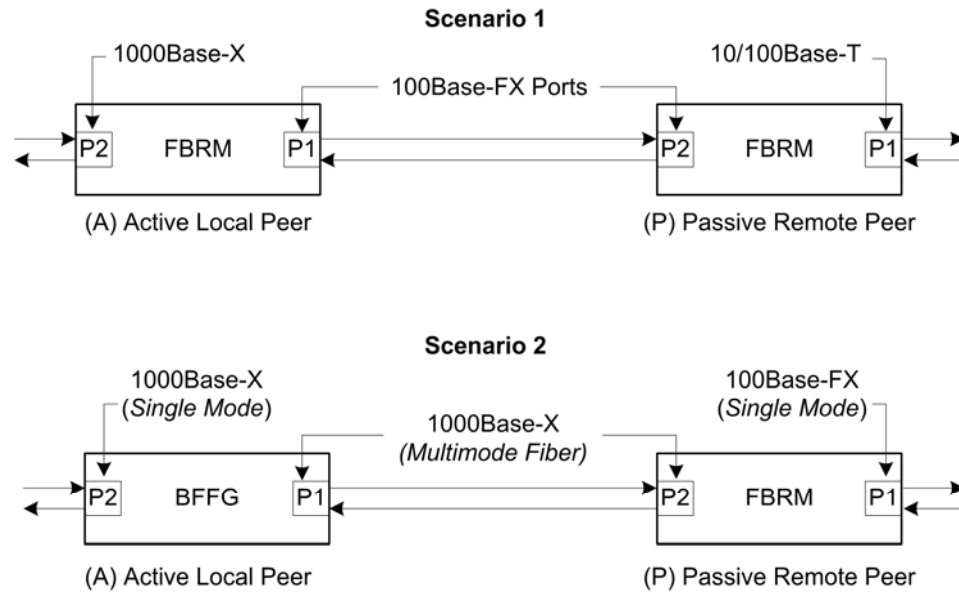 Scenario 1
1000Base-X
10/100Base-T
100Base-FX Ports
P2
FBRM
P1
P2
FBRM
P1
(A) Active Local Peer
(P) Passive Remote Peer
Scenario 2
1000Base-X
(Single Mode)
100Base-FX
(Single Mode)
1000Base-X
(Multimode Fiber)
P2
BFFG
P1
P2
FBRM
P1
(A) Active Local Peer
(P) Passive Remote Peer